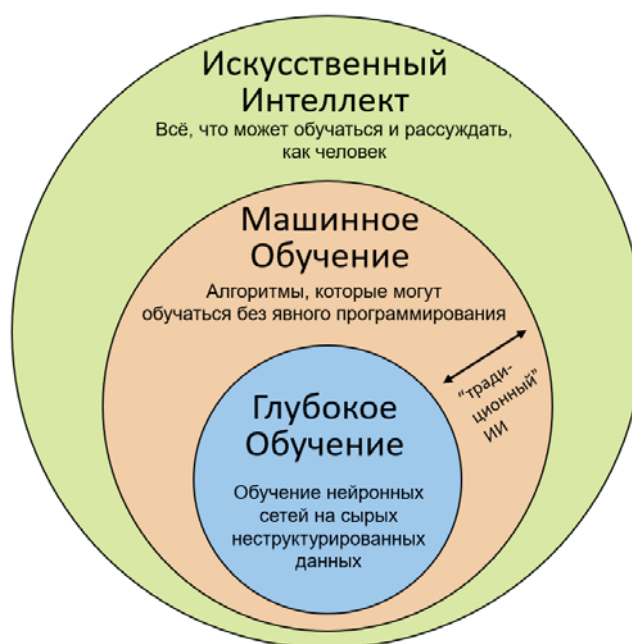 Искусственный
Интеллект
Всё, что может обучаться и рассуждать,
как человек
Машинное
Обучение
Алгоритмы, которые могут
обучаться без явного программирования
“тради-
ционный”
ИИ
Глубокое
Обучение
Обучение нейронных
сетей на сырых
неструктурированных
данных